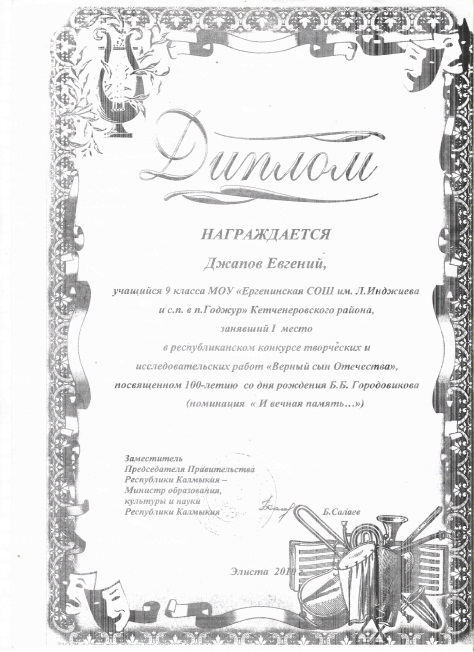 Диплом
НАГРАЖДАЕТСЯ
Джапов Евгений,
учащийся 9 класса МОУ «Ергенинская СОШ им. Л.Инджиева
и с.п. в п.Годжур» Кетченеровского района,
занявший I место
в республиканском конкурсе творческих и
исследовательских работ «Верный сын Отечества»,
посвященном 100-летию со дня рождения Б.Б. Городовикова
(номинация « И вечная память…»)
Заместитель
Председателя Правительства
Республики Калмыкия –
Министр образования,
культуры и науки
Республики Калмыкия Б.Салаев
Элиста 2010